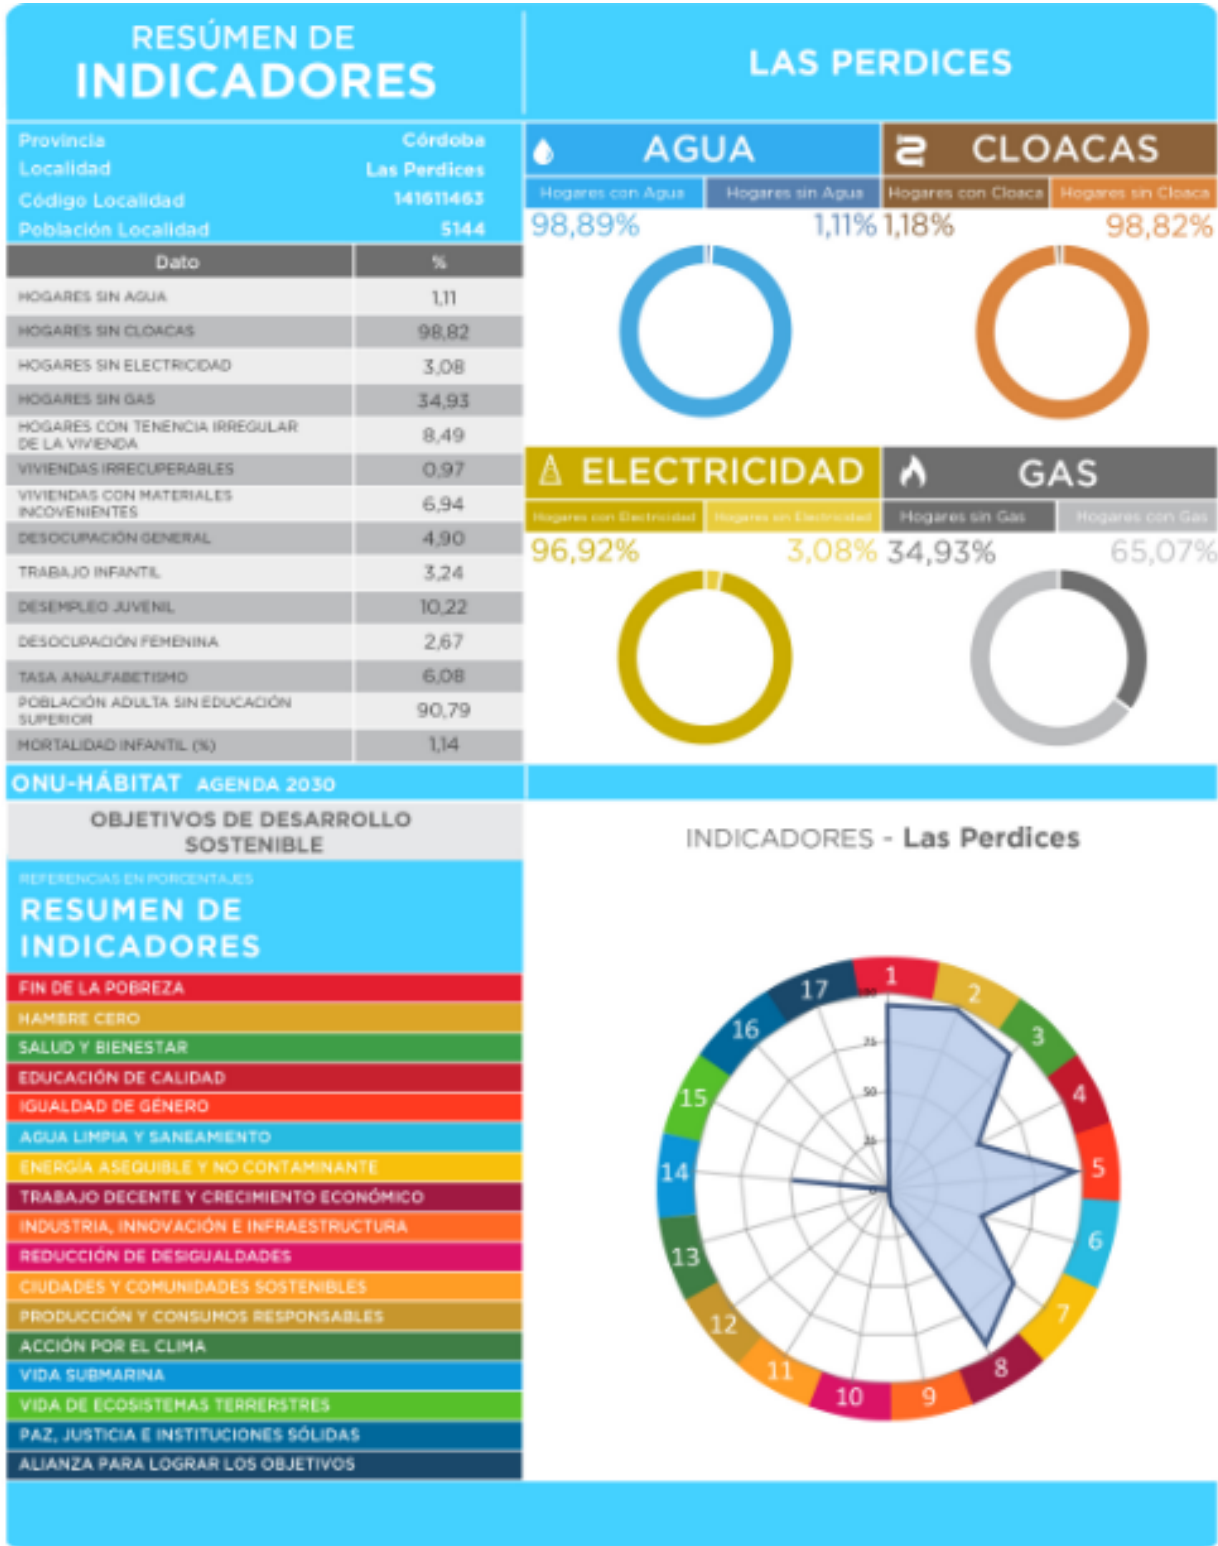 RESÚMEN DE
INDICADORES
LAS PERDICES
Provincia Córdoba
Localidad Las Perdices
Código Localidad 141611463
Población Localidad 5144
Dato %
HOGARES SIN AGUA 1,11
HOGARES SIN CLOACAS 98,82
HOGARES SIN ELECTRICIDAD 3,08
HOGARES SIN GAS 34,93
HOGARES CON TENENCIA IRREGULAR
DE LA VIVIENDA 8,49
VIVIENDAS IRRECUPERABLES 0,97
VIVIENDAS CON MATERIALES
INCOVENIENTES 6,94
DESOCUPACIÓN GENERAL 4,90
TRABAJO INFANTIL 3,24
DESEMPLEO JUVENIL 10,22
DESOCUPACIÓN FEMENINA 2,67
TASA ANALFABETISMO 6,08
POBLACIÓN ADULTA SIN EDUCACIÓN
SUPERIOR 90,79
MORTALIDAD INFANTIL (%) 1,14
AGUA
Hogares con Agua Hogares sin Agua
98,89% 1,11%
CLOACAS
Hogares con Cloaca Hogares sin Cloaca
1,18% 98,82%
ELECTRICIDAD
Hogares con Electricidad Hogares sin Electricidad
96,92% 3,08%
GAS
Hogares sin Gas Hogares con Gas
34,93% 65,07%
ONU-HÁBITAT AGENDA 2030
OBJETIVOS DE DESARROLLO
SOSTENIBLE
REFERENCIAS EN PORCENTAJES
RESUMEN DE
INDICADORES
FIN DE LA POBREZA
HAMBRE CERO
SALUD Y BIENESTAR
EDUCACIÓN DE CALIDAD
IGUALDAD DE GÉNERO
AGUA LIMPIA Y SANEAMIENTO
ENERGÍA ASEQUIBLE Y NO CONTAMINANTE
TRABAJO DECENTE Y CRECIMIENTO ECONÓMICO
INDUSTRIA, INNOVACIÓN E INFRAESTRUCTURA
REDUCCIÓN DE DESIGUALDADES
CIUDADES Y COMUNIDADES SOSTENIBLES
PRODUCCIÓN Y CONSUMOS RESPONSABLES
ACCIÓN POR EL CLIMA
VIDA SUBMARINA
VIDA DE ECOSISTEMAS TERRERSTRES
PAZ, JUSTICIA E INSTITUCIONES SÓLIDAS
ALIANZA PARA LOGRAR LOS OBJETIVOS
INDICADORES - Las Perdices
1
2
3
4
5
6
7
8
9
10
11
12
13
14
15
16
17
100
75
50
25
0